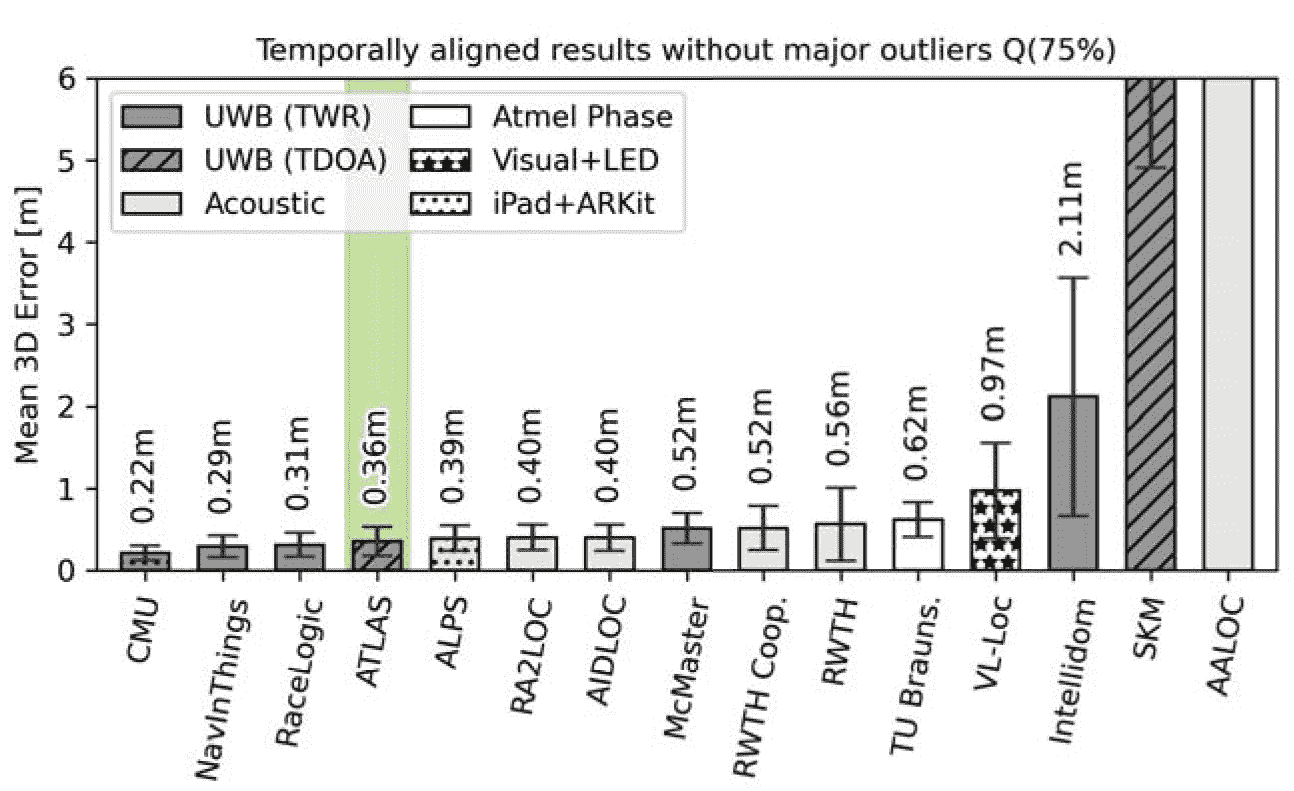 Temporally aligned results without major outliers Q(75%)
Mean 3D Error [m]
6
5
4
3
2
1
0
UWB (TWR)
UWB (TDOA)
Acoustic
Atmel Phase
Visual+LED
iPad+ARKit
0.22m
0.29m
0.31m
0.36m
0.39m
0.40m
0.40m
0.52m
0.52m
0.56m
0.62m
0.97m
2.11m
CMU
NavInThings
RaceLogic
ATLAS
ALPS
RA2LOC
AIDLOC
McMaster
RWTH Coop.
RWTH
TU Brauns.
VL-Loc
Intellidom
SKM
AALOC